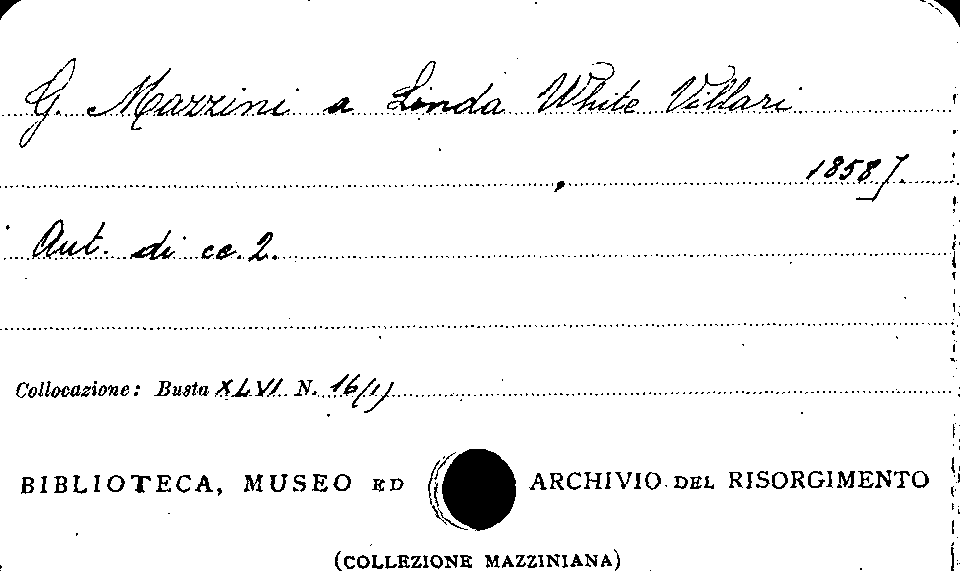 G. Mazzini a Linda White Villari
, 1858].
Aut. di cc. 2.
Collocazione: Busta XLVI N. 16(1)
BIBLIOTECA, MUSEO ED ARCHIVIO DEL RISORGIMENTO
(COLLEZIONE MAZZINIANA)